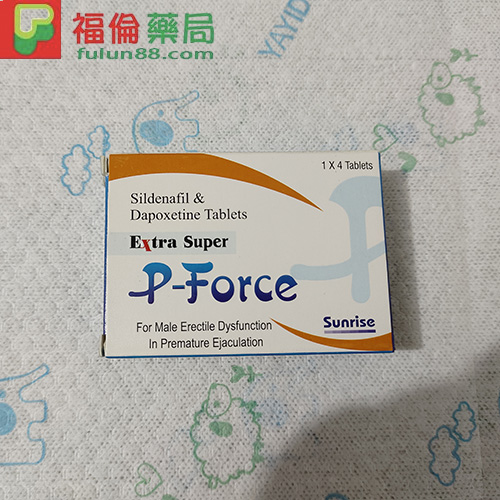 福倫藥局
fulun88.com
YAYID
1 X 4 Tablets
Sildenafil &
Dapoxetine Tablets
Extra Super
P-Force
For Male Erectile Dysfunction
In Premature Ejaculation
Sunrise